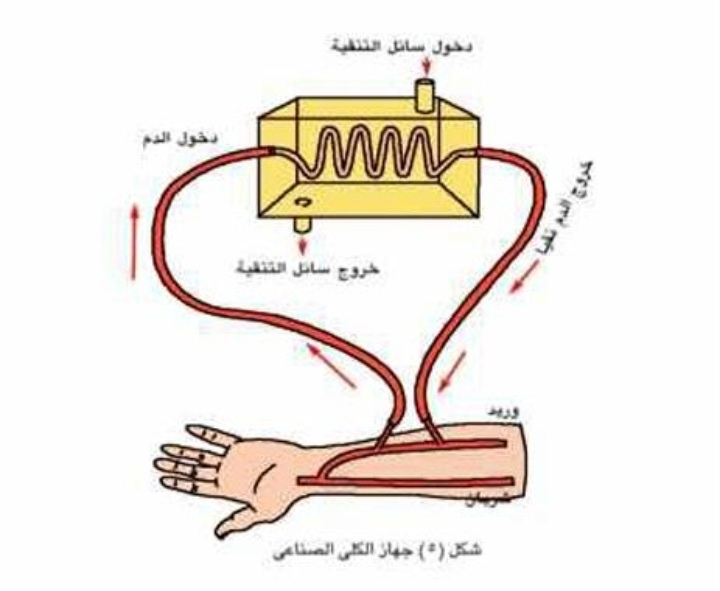 دخول سائل التنقية
دخول الدم
خروج الدم نقيا
خروج سائل التنقية
وريد
شريان
شكل (٥) جهاز الكلى الصناعى